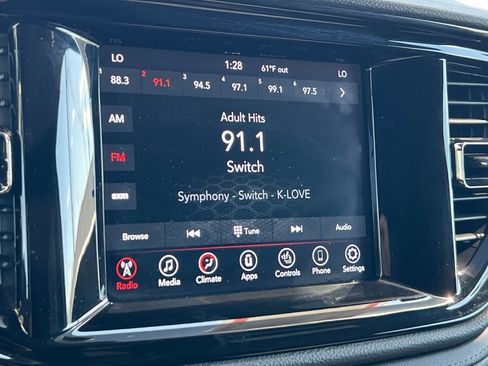 LO 1:28 61°F out LO
1 88.3 2 91.1 3 94.5 4 97.1 5 99.1 6 97.5
AM
Adult Hits
91.1
FM
Switch
sxm
Symphony - Switch - K-LOVE
Browse Tune Audio
Radio Media Climate Apps Controls Phone Settings